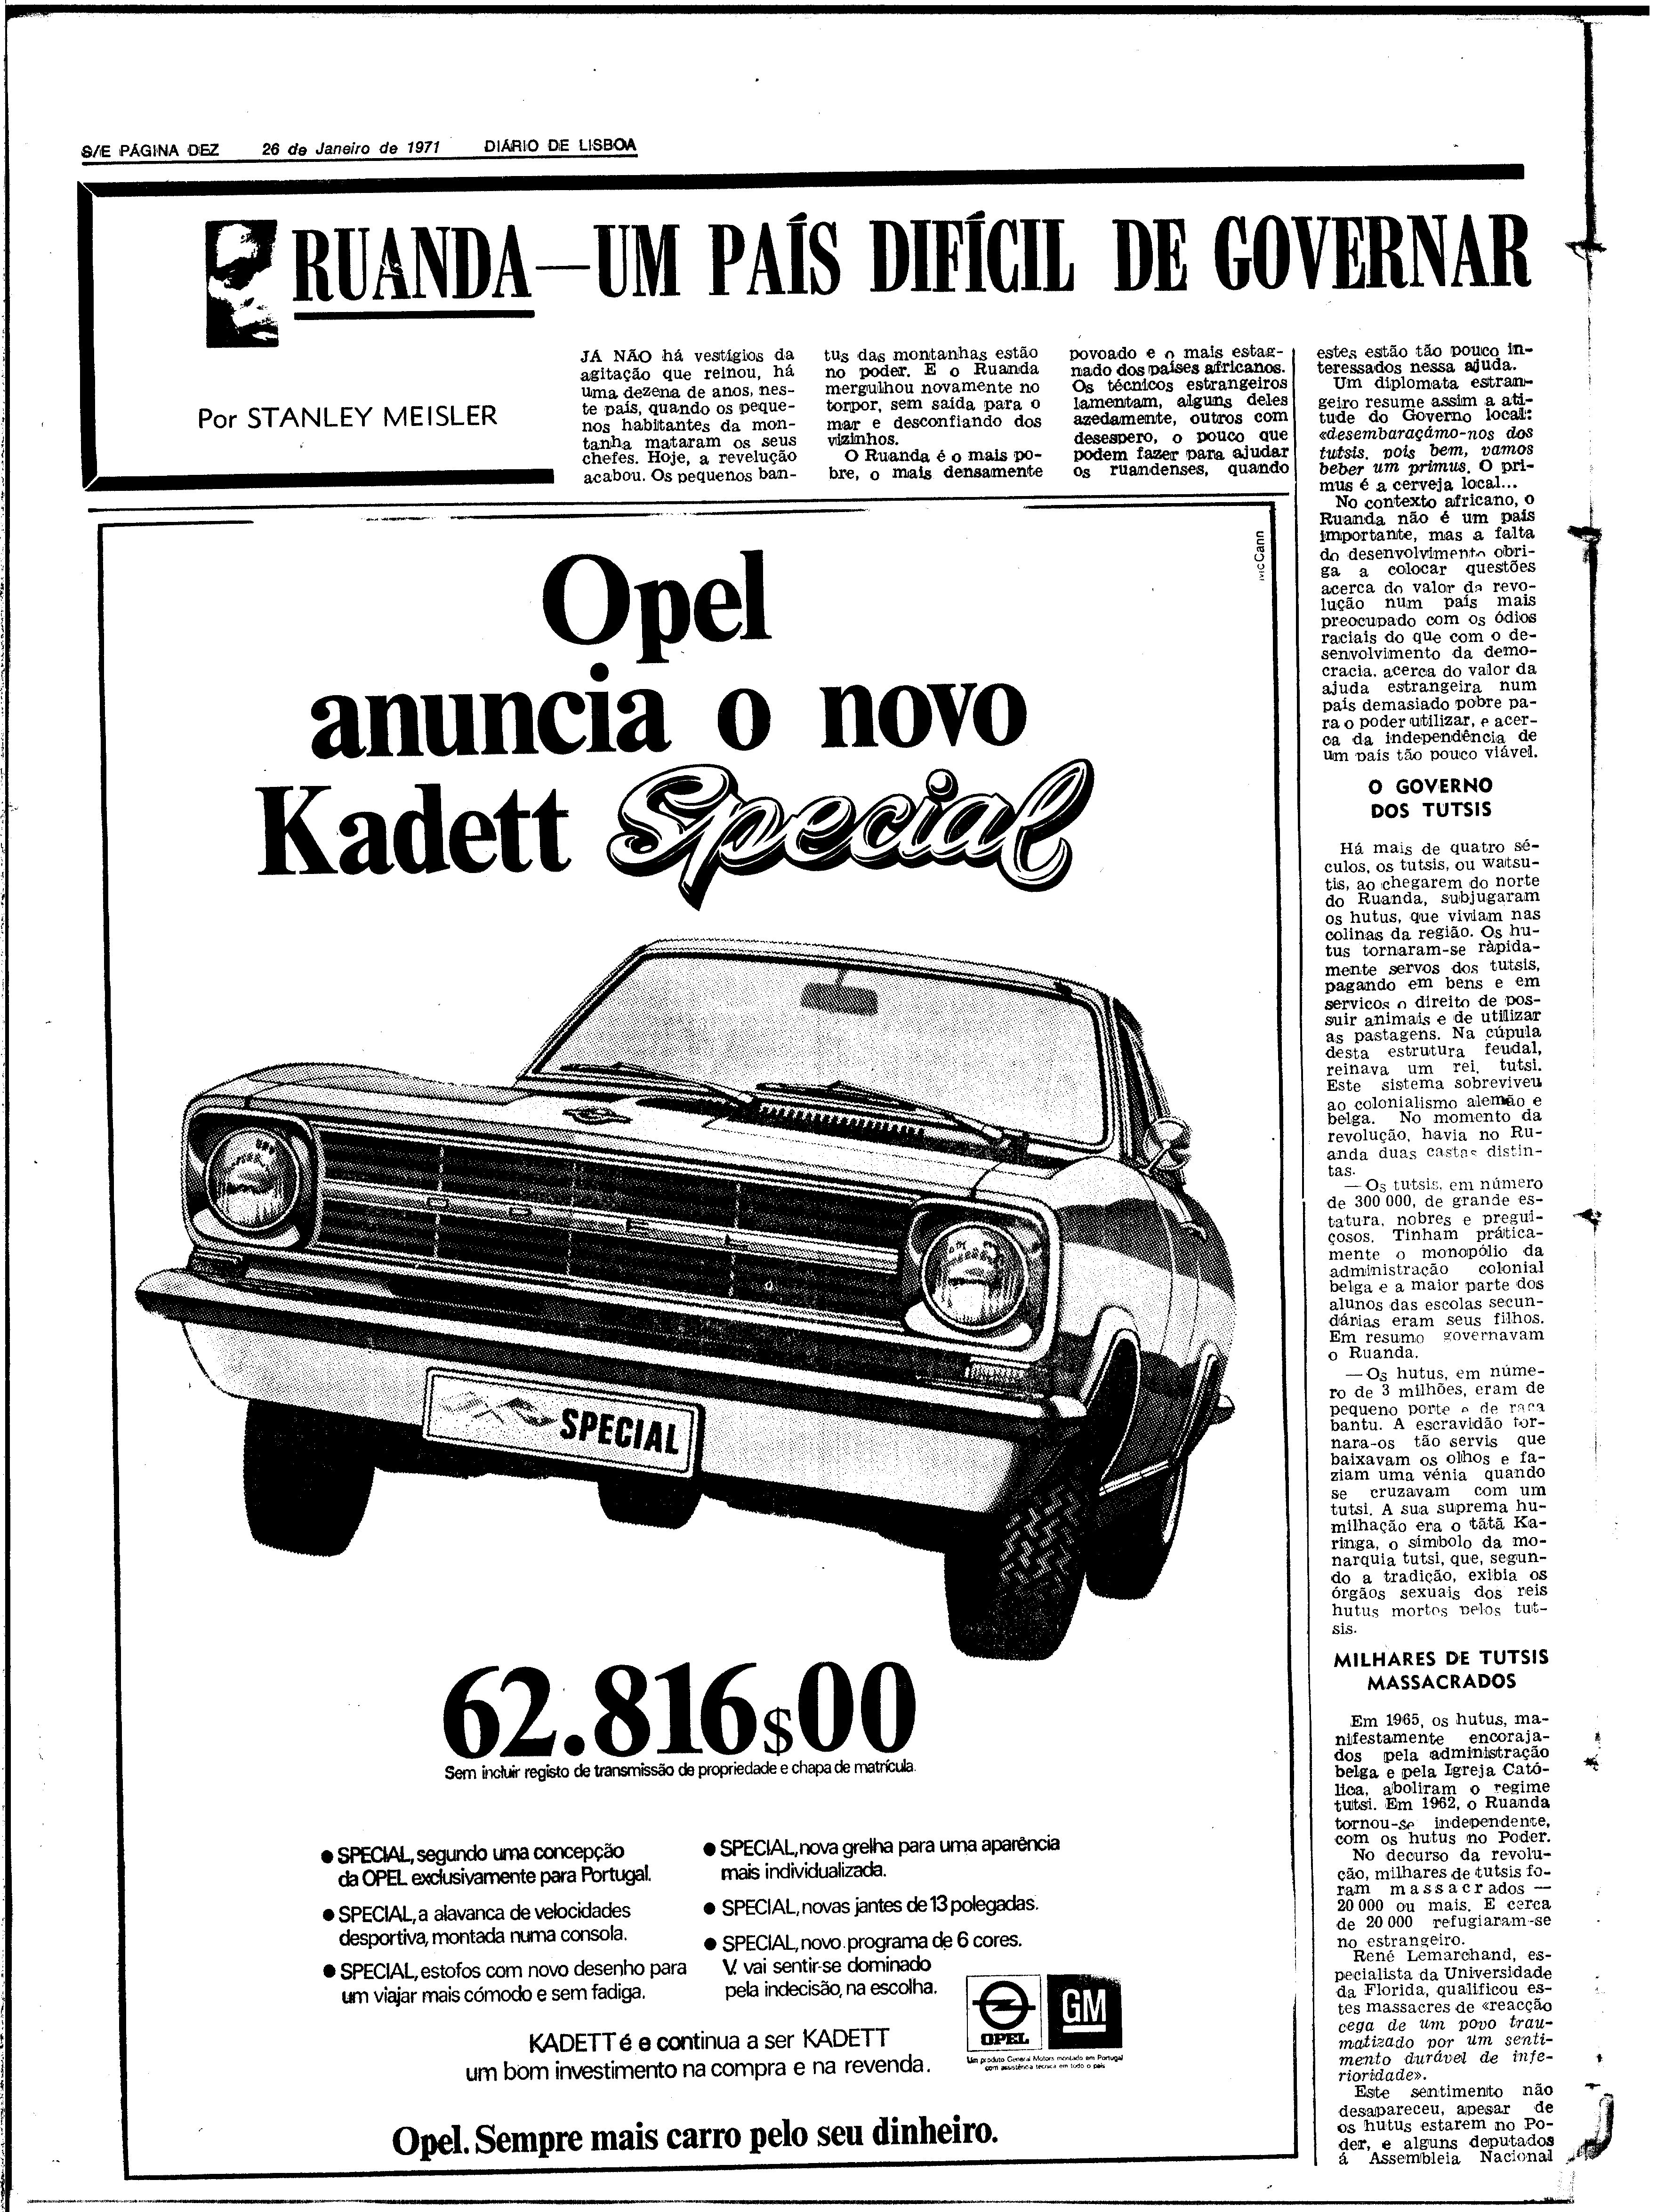 S/E PÁGINA DEZ 26 de Janeiro de 1971 DIÁRIO DE LISBOA
RUANDA—UM PAÍS DIFÍCIL DE GOVERNAR
Por STANLEY MEISLER
JÁ NÃO há vestígios da
agitação que reinou, há
uma dezena de anos, nes-
te país, quando os peque-
nos habitantes da mon-
tanha mataram os seus
chefes. Hoje, a revelução
acabou. Os pequenos ban-
tus das montanhas estão
no poder. E o Ruanda
mergulhou novamente no
torpor, sem saída para o
mar e desconfiando dos
vizinhos.
O Ruanda é o mais po-
bre, o mais densamente
povoado e o mais estag-
nado dos países africanos.
Os técnicos estrangeiros
lamentam, alguns deles
azedamente, outros com
desespero, o pouco que
podem fazer para ajudar
os ruandenses, quando
estes estão tão pouco in-
teressados nessa ajuda.
Um diplomata estran-
geiro resume assim a ati-
tude do Governo local:
«desembaraçámo-nos dos
tutsis, pois bem, vamos
beber um primus. O pri-
mus é a cerveja local...
No contexto africano, o
Ruanda não é um país
importante, mas a falta
do desenvolvimento obri-
ga a colocar questões
acerca do valor da revo-
lução num país mais
preocupado com os ódios
raciais do que com o de-
senvolvimento da demo-
cracia, acerca do valor da
ajuda estrangeira num
país demasiado pobre pa-
ra o poder utilizar, e acer-
ca da independência de
um país tão pouco viável.
O GOVERNO
DOS TUTSIS
Há mais de quatro sé-
culos, os tutsis, ou watsu-
tis, ao chegarem do norte
do Ruanda, subjugaram
os hutus, que viviam nas
colinas da região. Os hu-
tus tornaram-se ràpida-
mente servos dos tutsis,
pagando em bens e em
servicos o direito de pos-
suir animais e de utilizar
as pastagens. Na cúpula
desta estrutura feudal,
reinava um rei, tutsi.
Este sistema sobreviveu
ao colonialismo alemão e
belga. No momento da
revolução, havia no Ru-
anda duas castas distin-
tas.
—Os tutsis, em número
de 300 000, de grande es-
tatura, nobres e pregui-
çosos. Tinham pràtica-
mente o monopólio da
administração colonial
belga e a maior parte dos
alunos das escolas secun-
dárias eram seus filhos.
Em resumo governavam
o Ruanda.
—Os hutus, em núme-
ro de 3 milhões, eram de
pequeno porte e de raça
bantu. A escravidão tor-
nara-os tão servis que
baixavam os olhos e fa-
ziam uma vénia quando
se cruzavam com um
tutsi. A sua suprema hu-
milhação era o tãtã Ka-
ringa, o símbolo da mo-
narquia tutsi, que, segun-
do a tradição, exibia os
órgãos sexuais dos reis
hutus mortos pelos tut-
sis.
MILHARES DE TUTSIS
MASSACRADOS
Em 1965, os hutus, ma-
nifestamente encoraja-
dos pela administração
belga e pela Igreja Cató-
lica, aboliram o regime
tutsi. Em 1962, o Ruanda
tornou-se independente,
com os hutus no Poder.
No decurso da revolu-
ção, milhares de tutsis fo-
ram massacrados —
20 000 ou mais. E cerca
de 20 000 refugiaram-se
no estrangeiro.
René Lemarchand, es-
pecialista da Universidade
da Florida, qualificou es-
tes massacres de «reacção
cega de um povo trau-
matizado por um senti-
mento durável de infe-
rioridade».
Este sentimento não
desapareceu, apesar de
os hutus estarem no Po-
der, e alguns deputados
á Assembleia Nacional
McCann
Opel
anuncia o novo
Kadett Special
OPEL
SPECIAL
62.816$00
Sem incluir registo de transmissão de propriedade e chapa de matrícula.
● SPECIAL, segundo uma concepção
da OPEL exclusivamente para Portugal.
● SPECIAL, a alavanca de velocidades
desportiva, montada numa consola.
● SPECIAL, estofos com novo desenho para
um viajar mais cómodo e sem fadiga.
● SPECIAL, nova grelha para uma aparência
mais individualizada.
● SPECIAL, novas jantes de 13 polegadas.
● SPECIAL, novo programa de 6 cores.
V. vai sentir-se dominado
pela indecisão, na escolha.
KADETT é e continua a ser KADETT
um bom investimento na compra e na revenda.
OPEL
GM
Um produto General Motors montado em Portugal
com assistência técnica em todo o país
Opel. Sempre mais carro pelo seu dinheiro.